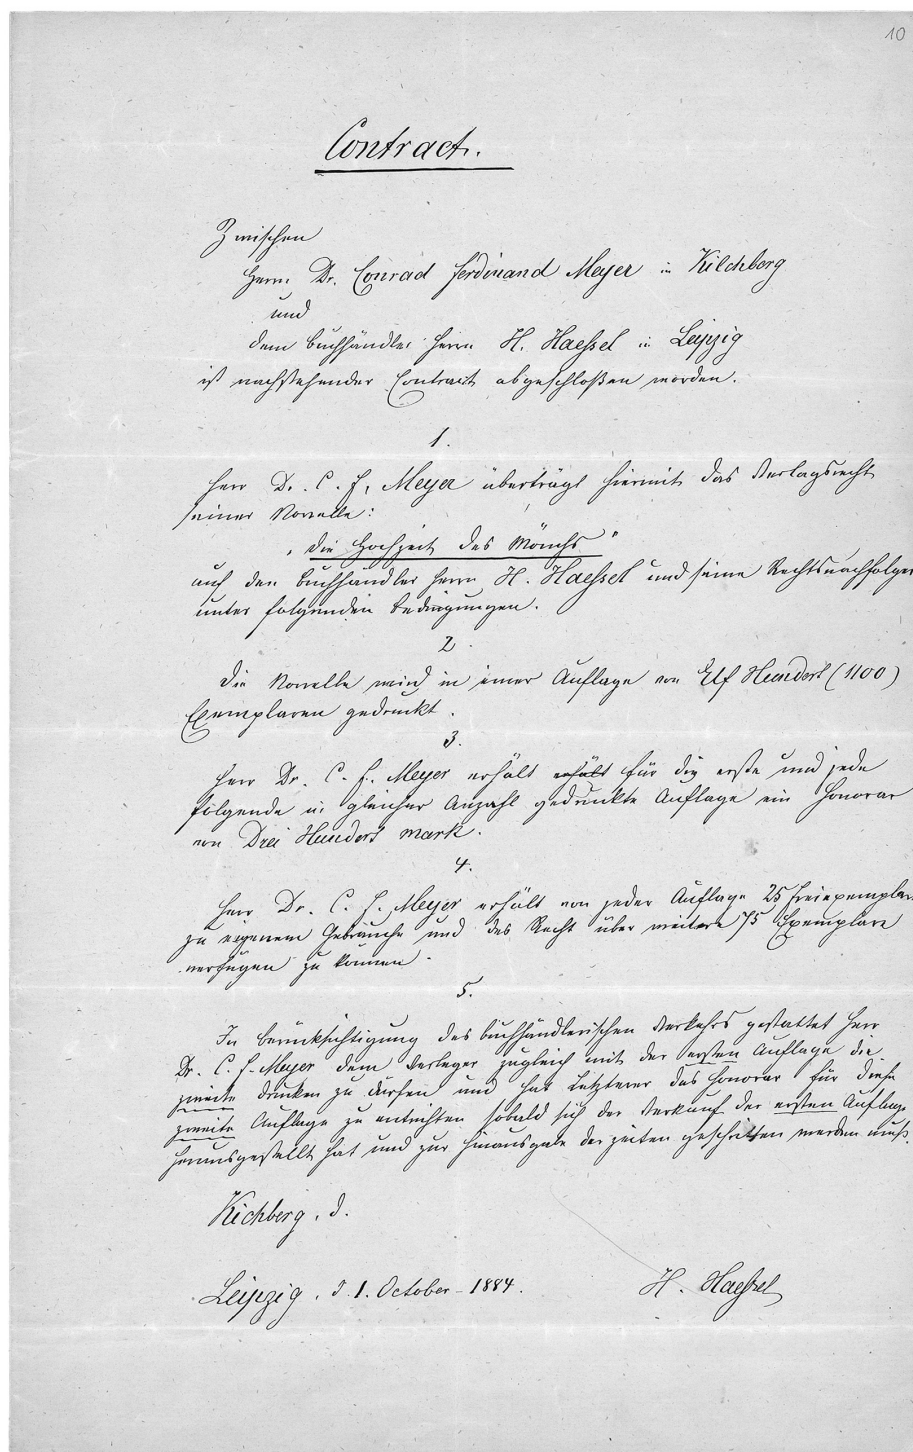 10
Contract.
Zwischen
Herrn Dr. Conrad Ferdinand Meyer in Kilchberg
und
dem Buchhändler Herrn H. Haessel in Leipzig
ist nachstehender Contract abgeschloßen worden.
1.
Herr D. C. F. Meyer überträgt hiermit das Verlagsrecht
seiner Novelle:
„Die Hochzeit des Mönchs"
auf den Buchhändler Herrn H. Haessel und seine Rechtsnachfolger
unter folgenden Bedingungen.
2.
Die Novelle wird in einer Auflage von Elf Hundert (1100)
Exemplaren gedruckt.
3.
Herr Dr. C. F. Meyer erhält erhält für die erste und jede
folgende in gleicher Anzahl gedruckte Auflage ein Honorar
von Drei Hundert Mark.
4.
Herr Dr. C. F. Meyer erhält von jeder Auflage 25 Freiexemplare
zu eigenem Gebrauche und das Recht über weitere 75 Exemplare
verfügen zu können.
5.
In Berücksichtigung des buchhändlerischen Verkehrs gestattet Herr
Dr. C. F. Meyer dem Verleger zugleich mit der ersten Auflage die
zweite drucken zu dürfen und hat Letzterer das Honorar für diese
zweite Auflage zu entrichten sobald sich der Verkauf der ersten Auflage
herausgestellt hat und zur Hinausgabe der zweiten geschritten werden muß.
Kichberg, d.
Leipzig, d. 1. October 1884.
H. Haessel